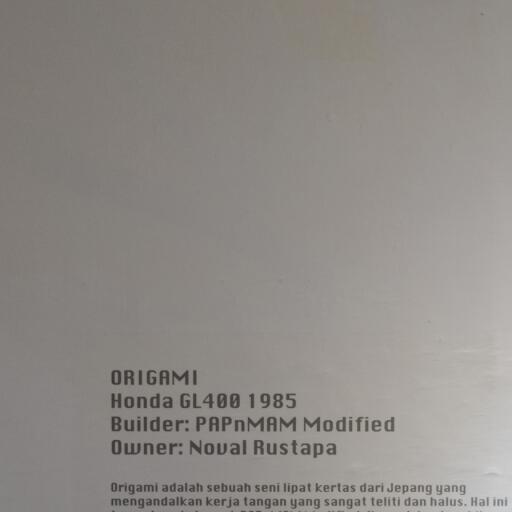 ORIGAMI
Honda GL400 1985
Builder: PAPnMAM Modified
Owner: Noval Rustapa
Origami adalah sebuah seni lipat kertas dari Jepang yang
mengandalkan kerja tangan yang sangat teliti dan halus. Hal ini